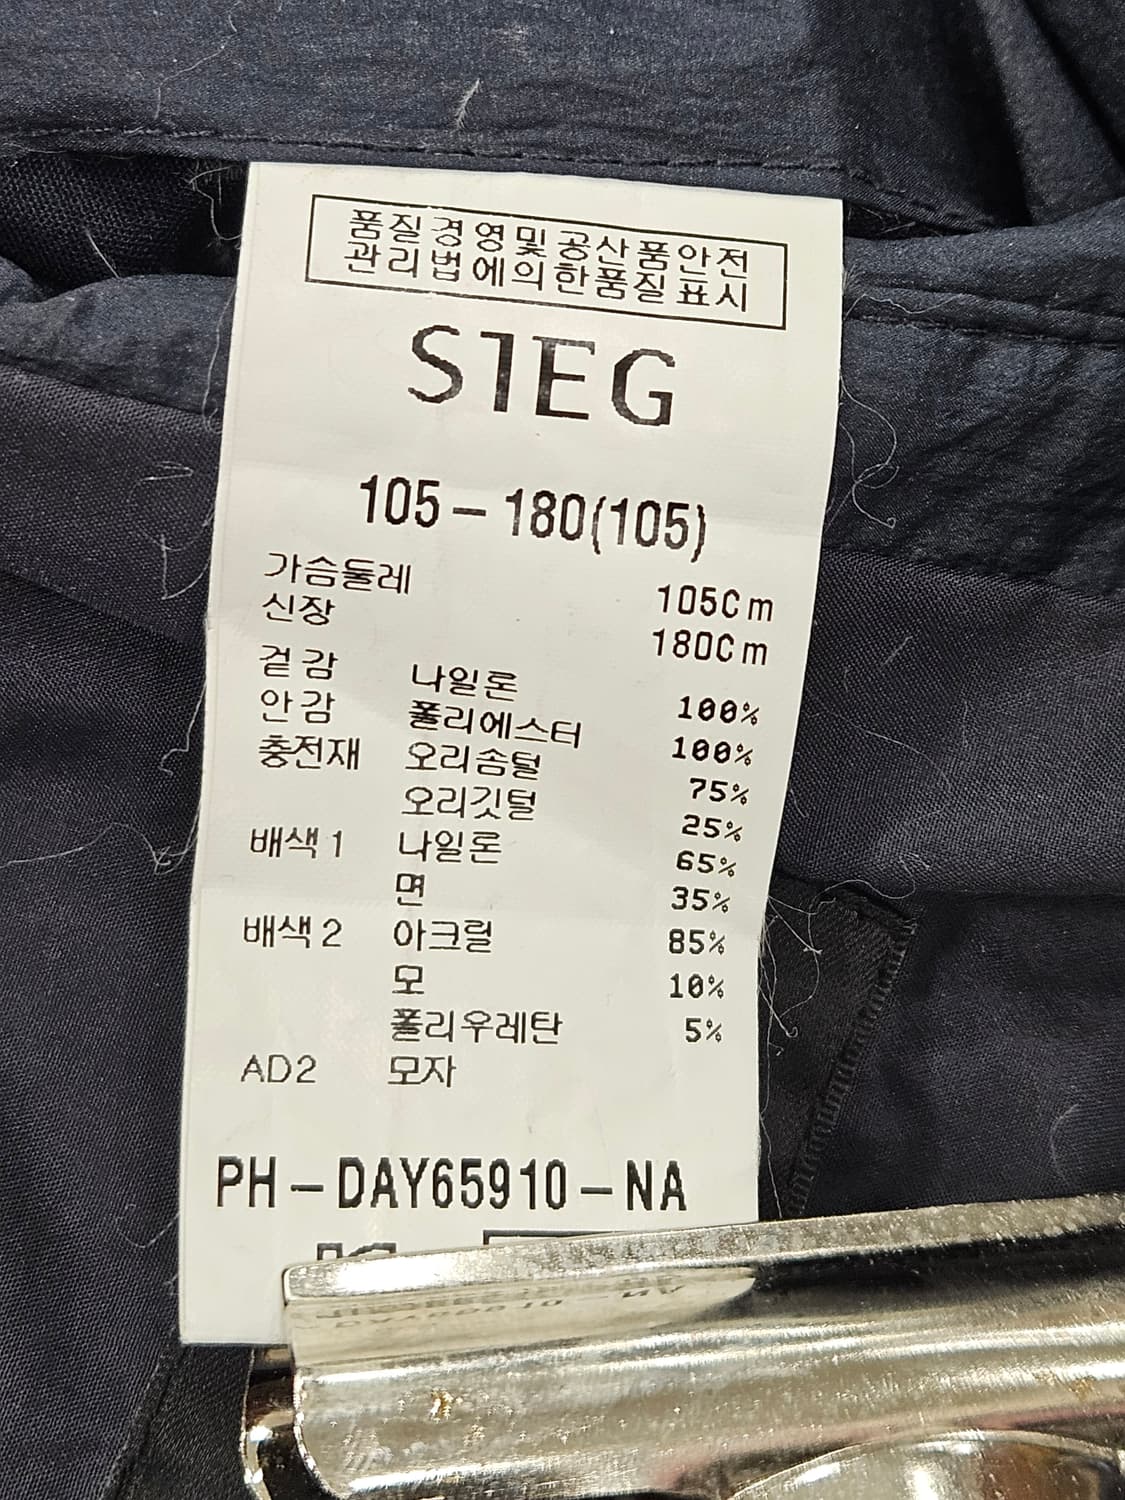 품질경영및공산품안전
관리법에의한품질표시
SIEG
105-180(105)
가슴둘레 105Cm
신장 180Cm
겉감 나일론 100%
안감 폴리에스터 100%
충전재 오리솜털 75%
오리깃털 25%
배색1 나일론 65%
면 35%
배색2 아크릴 85%
모 10%
폴리우레탄 5%
AD2 모자
PH-DAY65910-NA